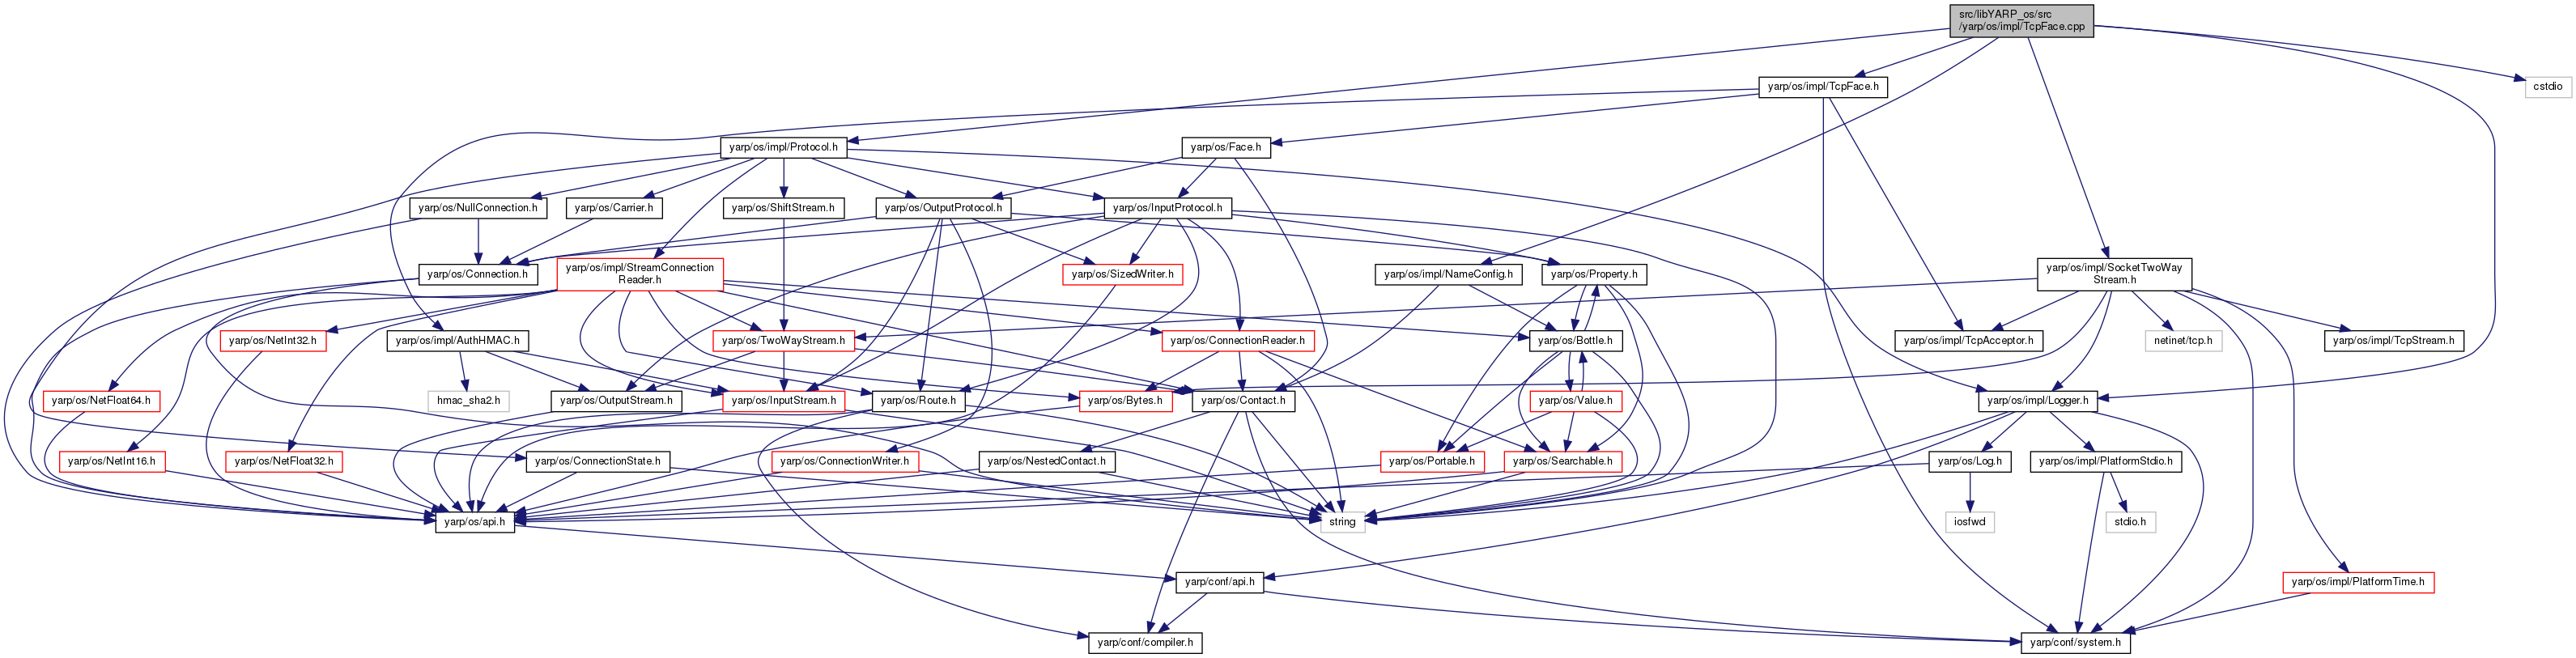 src/libYARP_os/src
/yarp/os/impl/TcpFace.cpp
yarp/os/impl/TcpFace.h
cstdio
yarp/os/impl/Protocol.h
yarp/os/Face.h
yarp/os/NullConnection.h
yarp/os/Carrier.h
yarp/os/ShiftStream.h
yarp/os/OutputProtocol.h
yarp/os/InputProtocol.h
yarp/os/Connection.h
yarp/os/impl/StreamConnection
Reader.h
yarp/os/SizedWriter.h
yarp/os/impl/NameConfig.h
yarp/os/Property.h
yarp/os/impl/SocketTwoWay
Stream.h
yarp/os/NetInt32.h
yarp/os/impl/AuthHMAC.h
yarp/os/TwoWayStream.h
yarp/os/ConnectionReader.h
yarp/os/Bottle.h
yarp/os/impl/TcpAcceptor.h
netinet/tcp.h
yarp/os/impl/TcpStream.h
yarp/os/NetFloat64.h
hmac_sha2.h
yarp/os/OutputStream.h
yarp/os/InputStream.h
yarp/os/Route.h
yarp/os/Bytes.h
yarp/os/Contact.h
yarp/os/Value.h
yarp/os/impl/Logger.h
yarp/os/NetInt16.h
yarp/os/NetFloat32.h
yarp/os/ConnectionState.h
yarp/os/ConnectionWriter.h
yarp/os/NestedContact.h
yarp/os/Portable.h
yarp/os/Searchable.h
yarp/os/Log.h
yarp/os/impl/PlatformStdio.h
yarp/os/api.h
string
iosfwd
stdio.h
yarp/conf/api.h
yarp/os/impl/PlatformTime.h
yarp/conf/compiler.h
yarp/conf/system.h